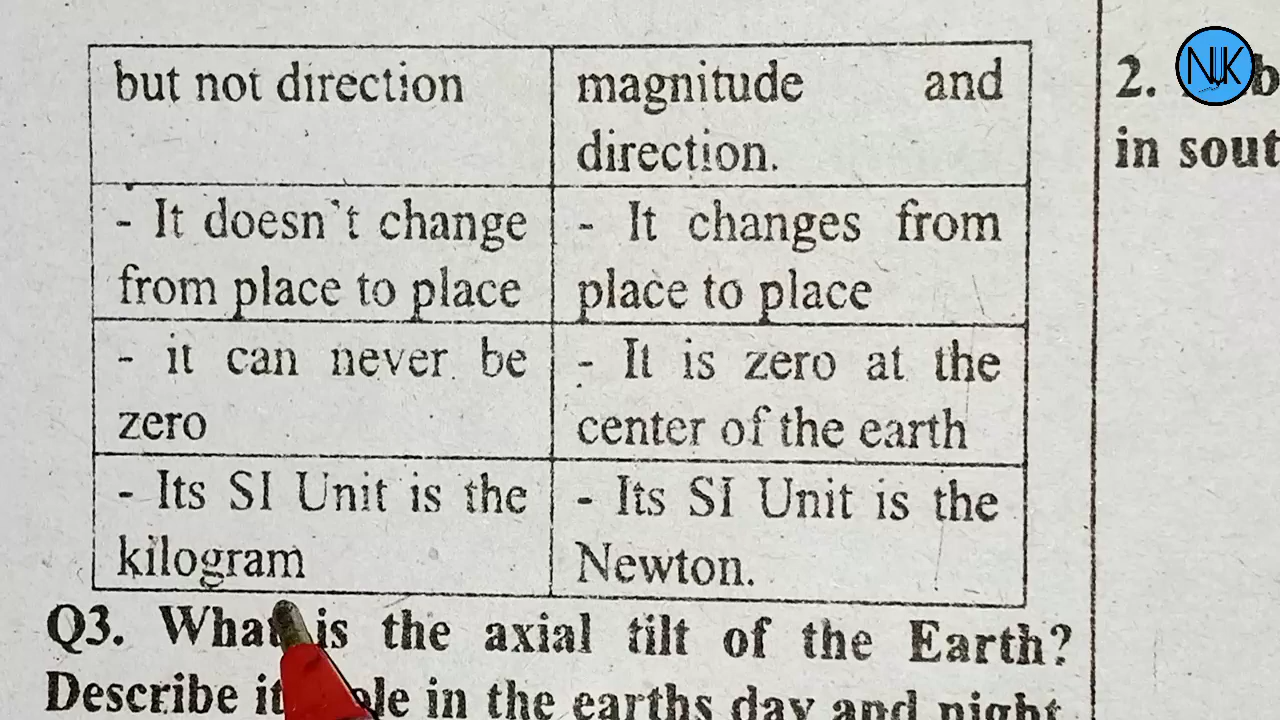 but not direction
magnitude and
direction.
- It doesn't change
from place to place
- It changes from
place to place
- it can never be
zero
- It is zero at the
center of the earth
- Its SI Unit is the
kilogram
- Its SI Unit is the
Newton.
Q3. What is the axial tilt of the Earth?
Describe in the earths day and night
2.
in sout
NJK